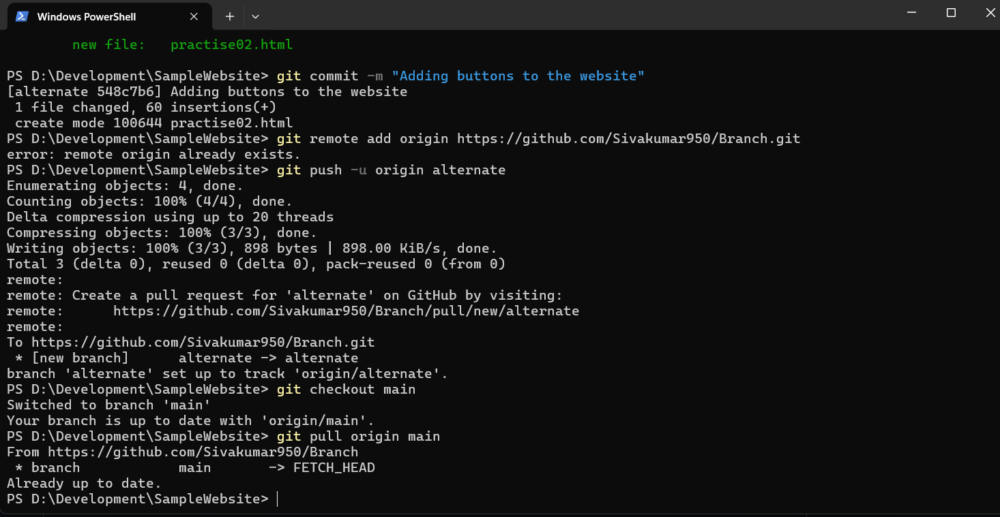 Windows PowerShell
new file:   practise02.html
PS D:\Development\SampleWebsite> git commit -m "Adding buttons to the website"
[alternate 548c7b6] Adding buttons to the website
 1 file changed, 60 insertions(+)
 create mode 100644 practise02.html
PS D:\Development\SampleWebsite> git remote add origin https://github.com/Sivakumar950/Branch.git
error: remote origin already exists.
PS D:\Development\SampleWebsite> git push -u origin alternate
Enumerating objects: 4, done.
Counting objects: 100% (4/4), done.
Delta compression using up to 20 threads
Compressing objects: 100% (3/3), done.
Writing objects: 100% (3/3), 898 bytes | 898.00 KiB/s, done.
Total 3 (delta 0), reused 0 (delta 0), pack-reused 0 (from 0)
remote:
remote: Create a pull request for 'alternate' on GitHub by visiting:
remote:      https://github.com/Sivakumar950/Branch/pull/new/alternate
remote:
To https://github.com/Sivakumar950/Branch.git
 * [new branch]      alternate -> alternate
branch 'alternate' set up to track 'origin/alternate'.
PS D:\Development\SampleWebsite> git checkout main
Switched to branch 'main'
Your branch is up to date with 'origin/main'.
PS D:\Development\SampleWebsite> git pull origin main
From https://github.com/Sivakumar950/Branch
 * branch            main       -> FETCH_HEAD
Already up to date.
PS D:\Development\SampleWebsite>